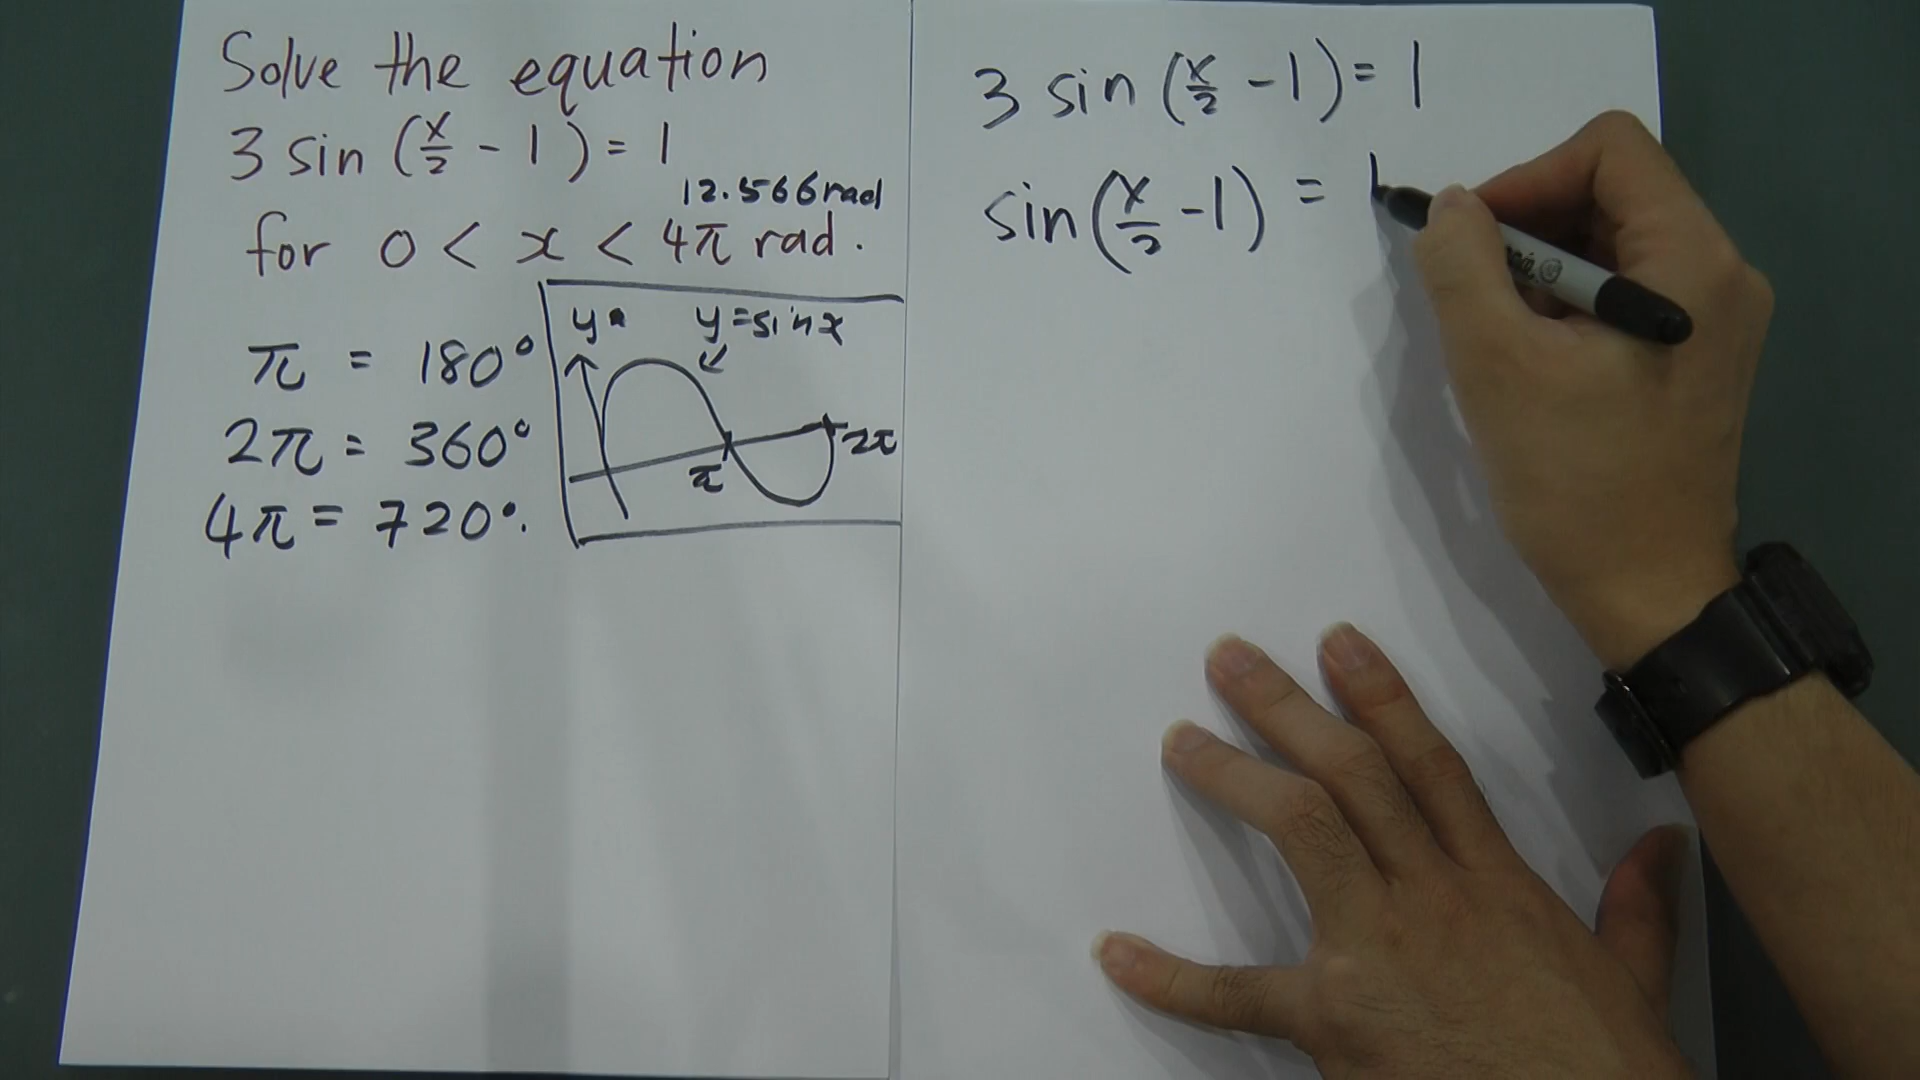 Solve the equation
3 sin (x/2 - 1) = 1
12.566 rad
for 0 < x < 4π rad.
π = 180°
2π = 360°
4π = 720°.
y
y = sin x
π
2π
3 sin (x/2 - 1) = 1
sin (x/2 - 1) = 1